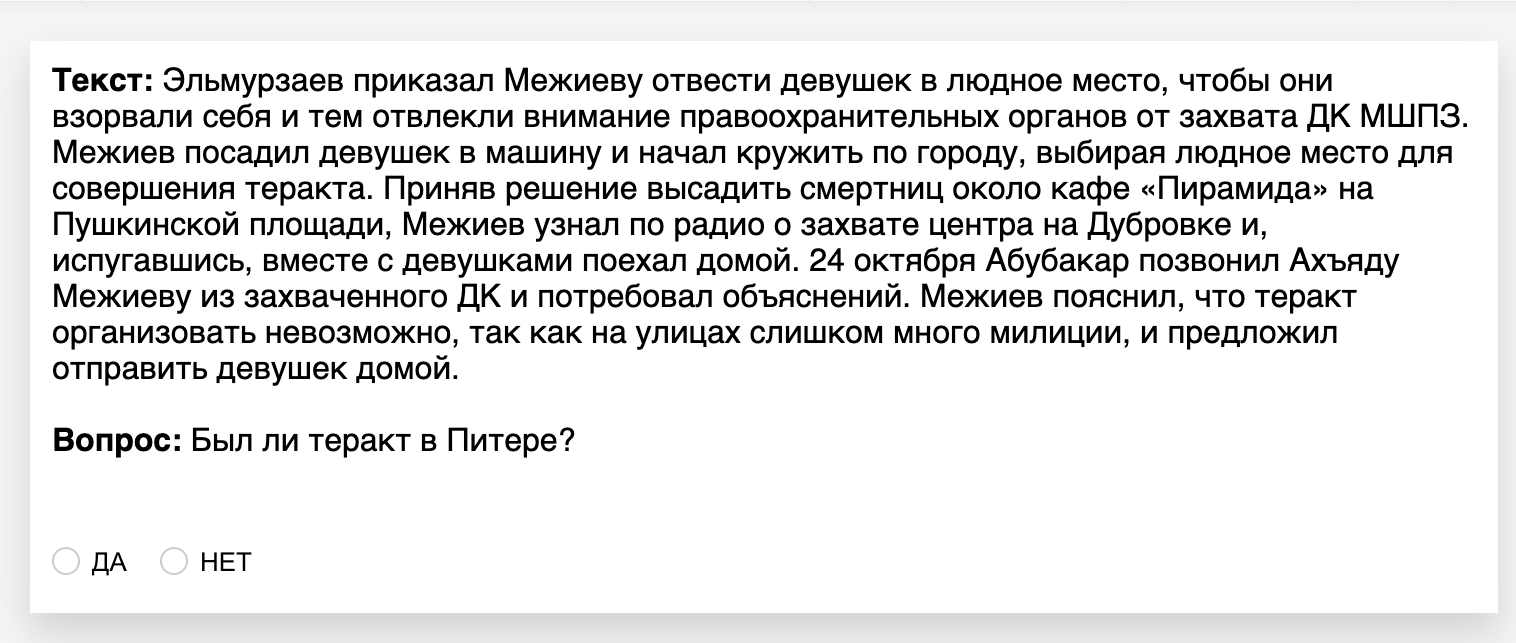 Текст: Эльмурзаев приказал Межиеву отвести девушек в людное место, чтобы они
взорвали себя и тем отвлекли внимание правоохранительных органов от захвата ДК МШПЗ.
Межиев посадил девушек в машину и начал кружить по городу, выбирая людное место для
совершения теракта. Приняв решение высадить смертниц около кафе «Пирамида» на
Пушкинской площади, Межиев узнал по радио о захвате центра на Дубровке и,
испугавшись, вместе с девушками поехал домой. 24 октября Абубакар позвонил Ахъяду
Межиеву из захваченного ДК и потребовал объяснений. Межиев пояснил, что теракт
организовать невозможно, так как на улицах слишком много милиции, и предложил
отправить девушек домой.
Вопрос: Был ли теракт в Питере?
ДА НЕТ